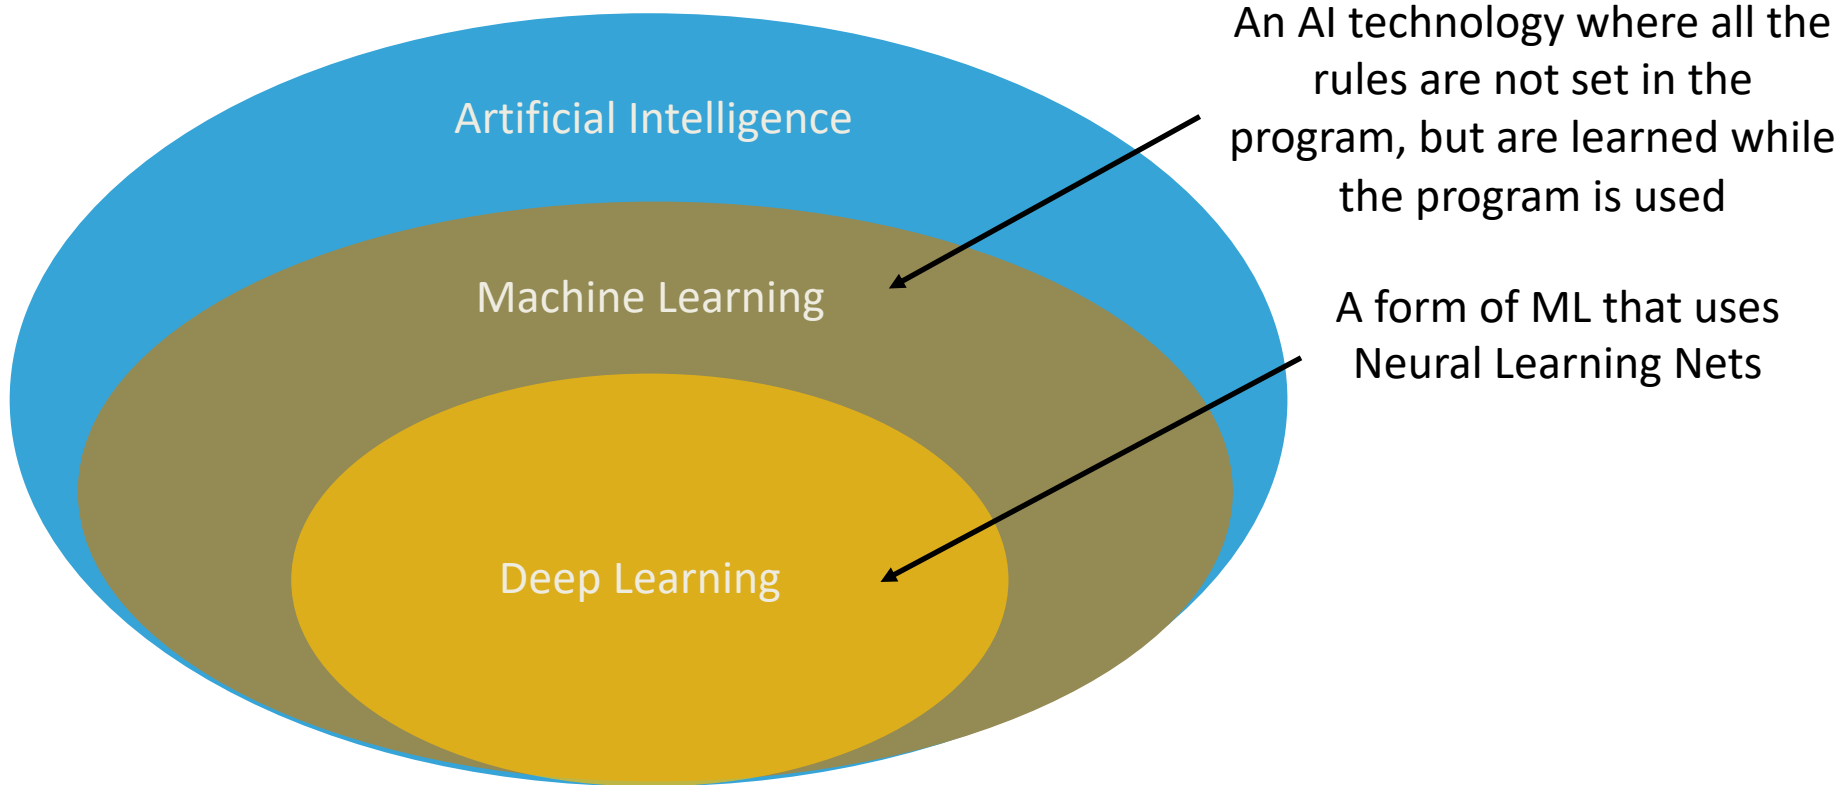 An AI technology where all the
rules are not set in the
program, but are learned while
the program is used
Artificial Intelligence
Machine Learning
A form of ML that uses
Neural Learning Nets
Deep Learning